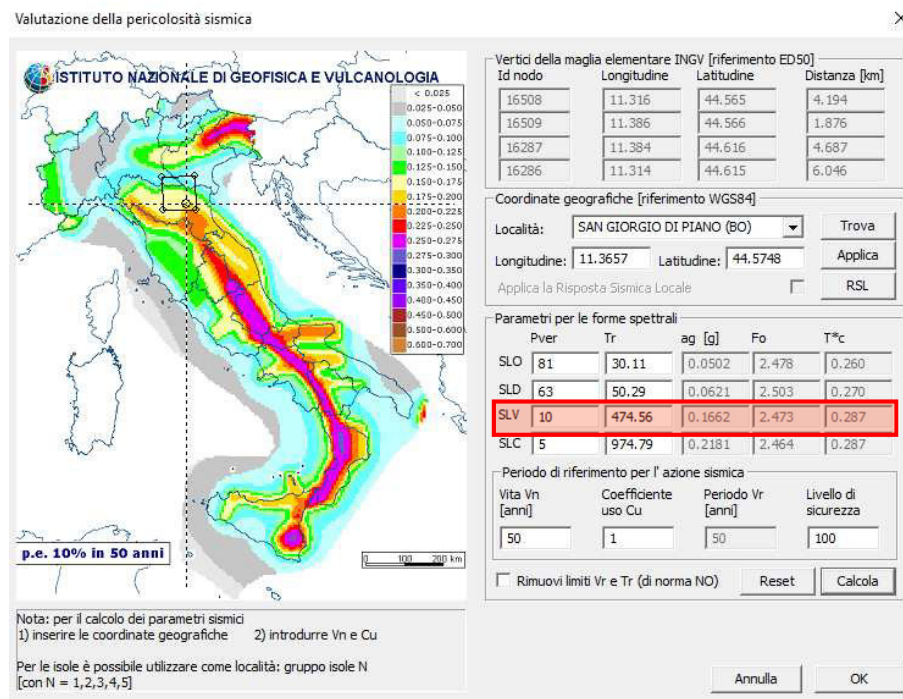 Valutazione della pericolosità sismica
ISTITUTO NAZIONALE DI GEOFISICA E VULCANOLOGIA
< 0.025
0.025-0.050
0.050-0.075
0.075-0.100
0.100-0.125
0.125-0.150
0.150-0.175
0.175-0.200
0.200-0.225
0.225-0.250
0.250-0.275
0.275-0.300
0.300-0.350
0.350-0.400
0.400-0.450
0.450-0.500
0.500-0.600
0.600-0.700
p.e. 10% in 50 anni
0 100 200 km
Nota: per il calcolo dei parametri sismici
1) inserire le coordinate geografiche 2) introdurre Vn e Cu
Per le isole è possibile utilizzare come località: gruppo isole N
[con N = 1,2,3,4,5]
Vertici della maglia elementare INGV [riferimento ED50]
Id nodo Longitudine Latitudine Distanza [km]
16508 11.316 44.565 4.194
16509 11.386 44.566 1.876
16287 11.384 44.616 4.687
16286 11.314 44.615 6.046
Coordinate geografiche [riferimento WGS84]
Località: SAN GIORGIO DI PIANO (BO) Trova
Longitudine: 11.3657 Latitudine: 44.5748 Applica
Applica la Risposta Sismica Locale RSL
Parametri per le forme spettrali
Pver Tr ag [g] Fo T*c
SLO 81 30.11 0.0502 2.478 0.260
SLD 63 50.29 0.0621 2.503 0.270
SLV 10 474.56 0.1662 2.473 0.287
SLC 5 974.79 0.2181 2.464 0.287
Periodo di riferimento per l' azione sismica
Vita Vn [anni] Coefficiente uso Cu Periodo Vr [anni] Livello di sicurezza
50 1 50 100
Rimuovi limiti Vr e Tr (di norma NO) Reset Calcola
Annulla OK